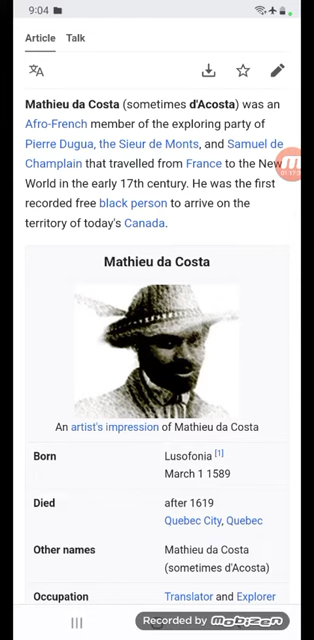 9:04
Article Talk
Mathieu da Costa (sometimes d'Acosta) was an
Afro-French member of the exploring party of
Pierre Dugua, the Sieur de Monts, and Samuel de
Champlain that travelled from France to the New
World in the early 17th century. He was the first
recorded free black person to arrive on the
territory of today's Canada.
Mathieu da Costa
An artist's impression of Mathieu da Costa
Born Lusofonia [1]
March 1 1589
Died after 1619
Quebec City, Quebec
Other names Mathieu da Costa
(sometimes d'Acosta)
Occupation Translator and Explorer
Recorded by mobizen